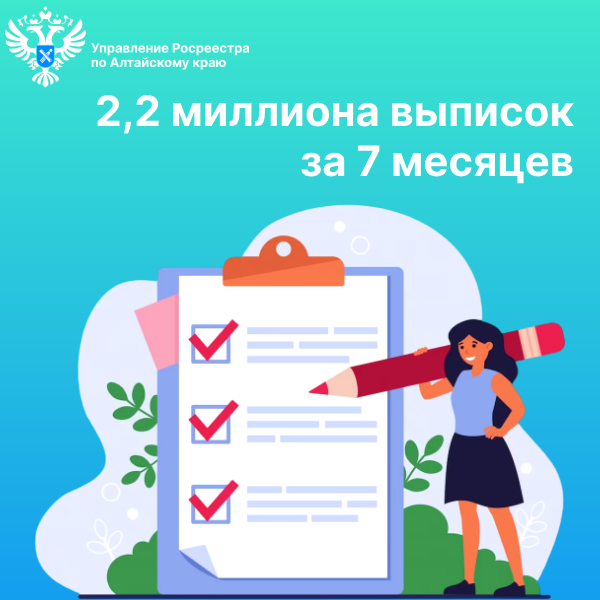 Управление Росреестра
по Алтайскому краю
2,2 миллиона выписок
за 7 месяцев